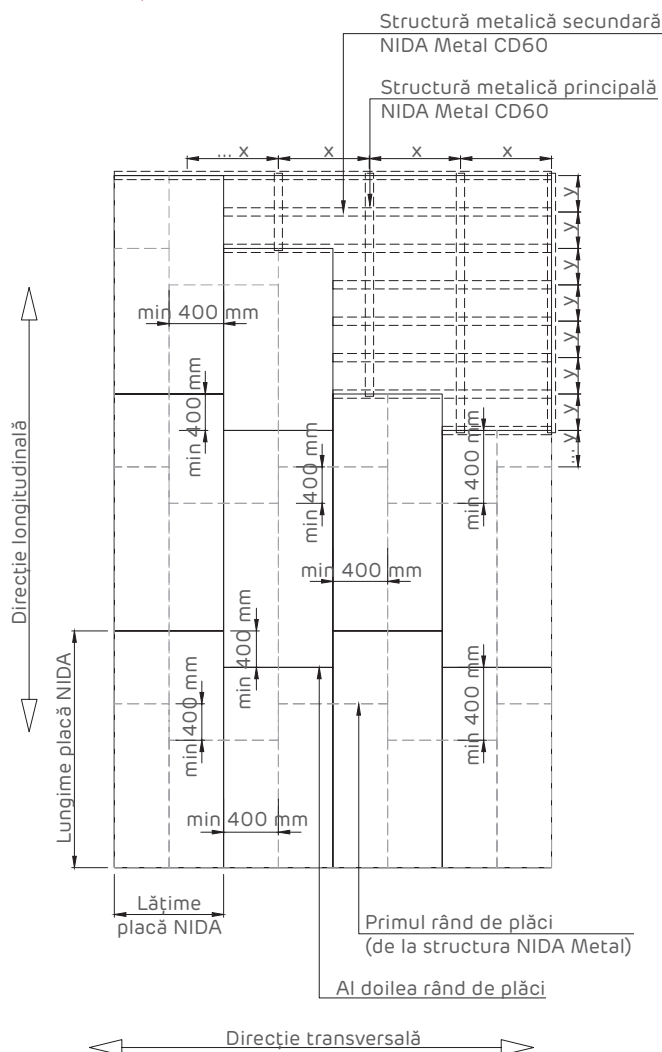 Structură metalică secundară
NIDA Metal CD60
Structură metalică principală
NIDA Metal CD60
... x
x
x
x
y
y
y
y
y
y
y
... y
min 400 mm
min 400 mm
min 400 mm
min 400 mm
min 400 mm
min 400 mm
min 400 mm
min 400 mm
min 400 mm
Direcție longitudinală
Lungime placă NIDA
Lățime
placă NIDA
Primul rând de plăci
(de la structura NIDA Metal)
Al doilea rând de plăci
Direcție transversală